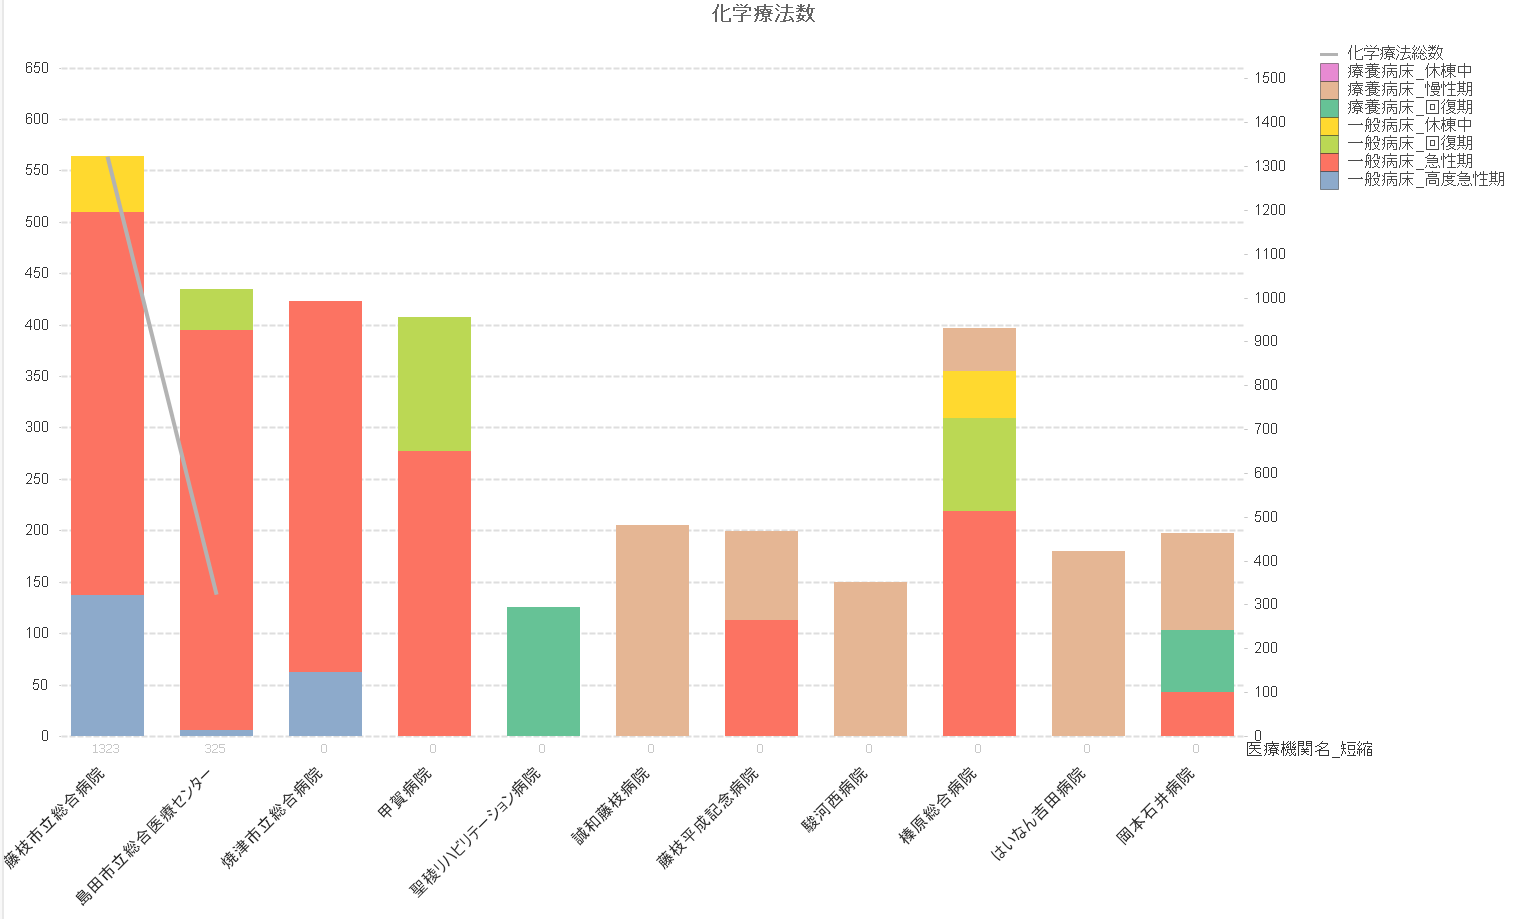 化学療法数
化学療法総数
療養病床_休棟中
療養病床_慢性期
療養病床_回復期
一般病床_休棟中
一般病床_回復期
一般病床_急性期
一般病床_高度急性期
650
600
550
500
450
400
350
300
250
200
150
100
50
0
1500
1400
1300
1200
1100
1000
900
800
700
600
500
400
300
200
100
0
1323 325 0 0 0 0 0 0 0 0 0
医療機関名_短縮
藤枝市立総合病院
島田市立総合医療センター
焼津市立総合病院
甲賀病院
聖稜リハビリテーション病院
誠和藤枝病院
藤枝平成記念病院
駿河西病院
榛原総合病院
はいなん吉田病院
岡本石井病院